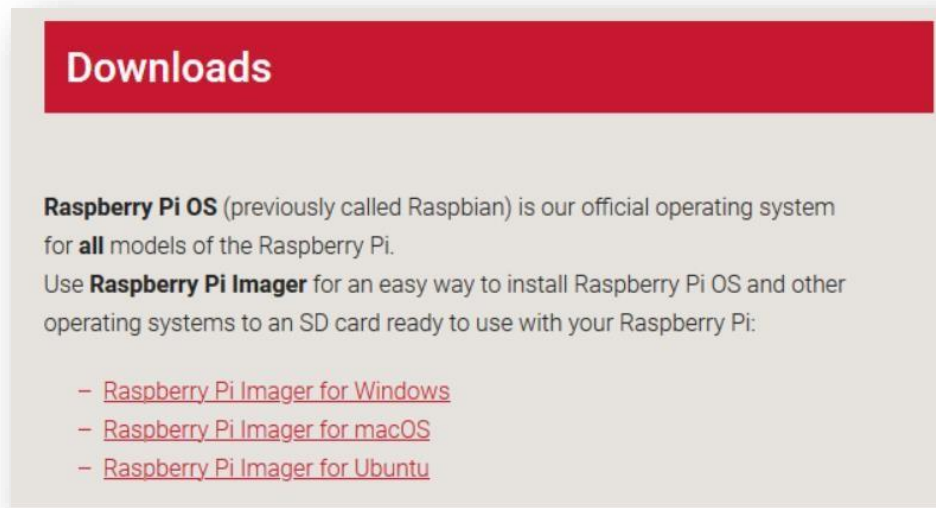 Downloads
Raspberry Pi OS (previously called Raspbian) is our official operating system
for all models of the Raspberry Pi.
Use Raspberry Pi Imager for an easy way to install Raspberry Pi OS and other
operating systems to an SD card ready to use with your Raspberry Pi:
– Raspberry Pi Imager for Windows
– Raspberry Pi Imager for macOS
– Raspberry Pi Imager for Ubuntu